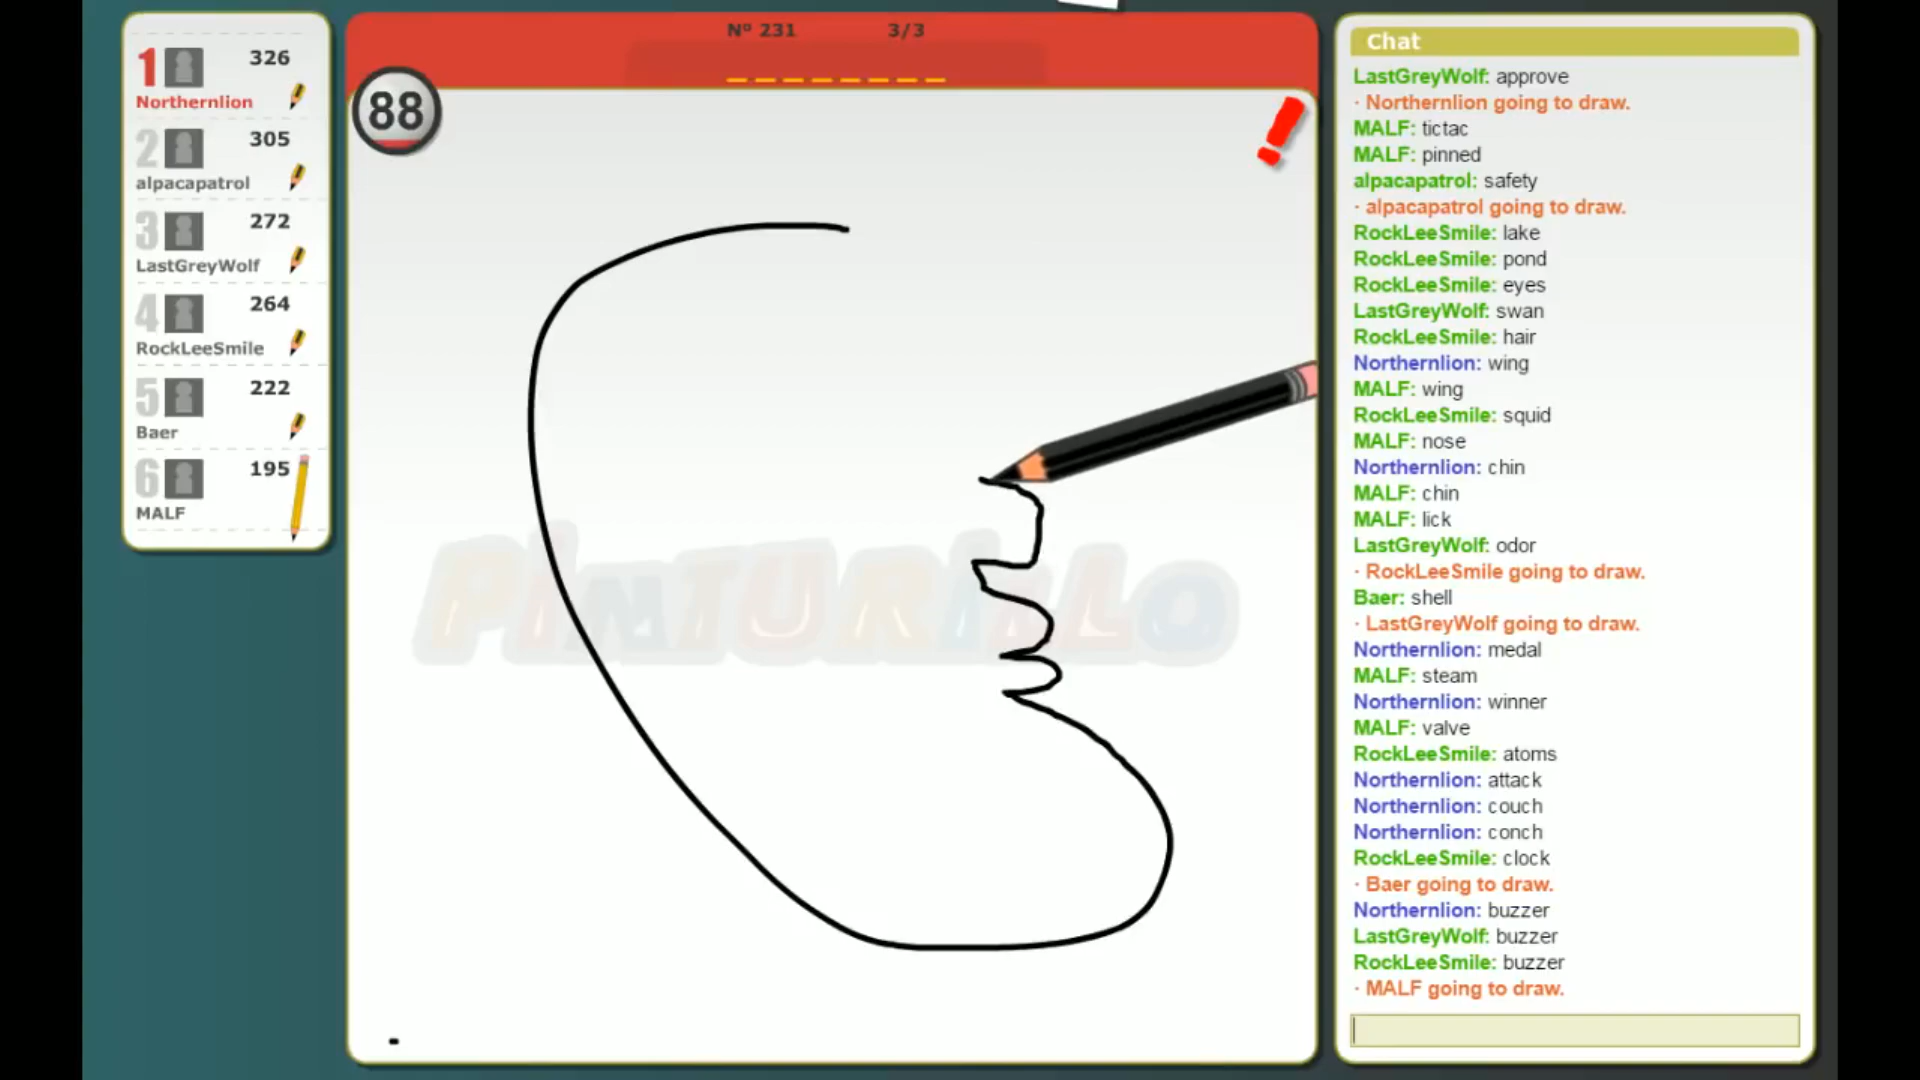 1
326
Northernlion
2
305
alpacapatrol
3
272
LastGreyWolf
4
264
RockLeeSmile
5
222
Baer
6
195
MALF
Nº 231 3/3
88
!
PINTURILLO
Chat
LastGreyWolf: approve
· Northernlion going to draw.
MALF: tictac
MALF: pinned
alpacapatrol: safety
· alpacapatrol going to draw.
RockLeeSmile: lake
RockLeeSmile: pond
RockLeeSmile: eyes
LastGreyWolf: swan
RockLeeSmile: hair
Northernlion: wing
MALF: wing
RockLeeSmile: squid
MALF: nose
Northernlion: chin
MALF: chin
MALF: lick
LastGreyWolf: odor
· RockLeeSmile going to draw.
Baer: shell
· LastGreyWolf going to draw.
Northernlion: medal
MALF: steam
Northernlion: winner
MALF: valve
RockLeeSmile: atoms
Northernlion: attack
Northernlion: couch
Northernlion: conch
RockLeeSmile: clock
· Baer going to draw.
Northernlion: buzzer
LastGreyWolf: buzzer
RockLeeSmile: buzzer
· MALF going to draw.